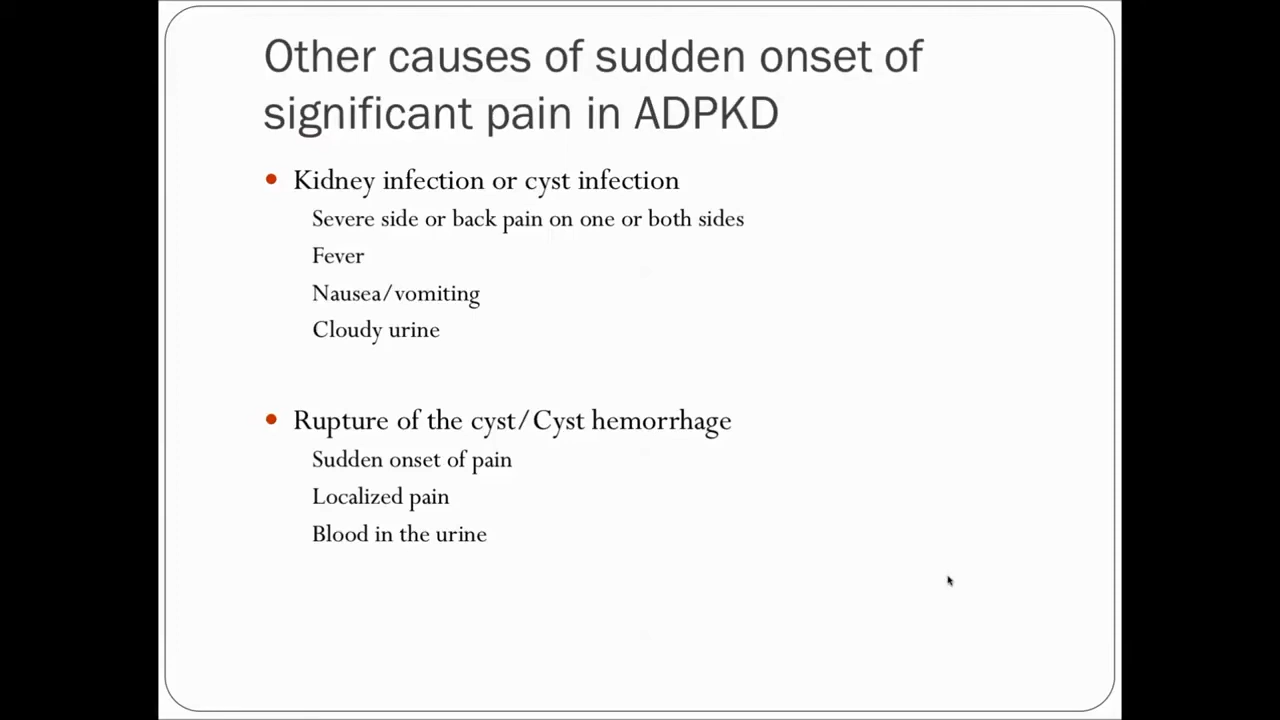 Other causes of sudden onset of
significant pain in ADPKD
Kidney infection or cyst infection
Severe side or back pain on one or both sides
Fever
Nausea/vomiting
Cloudy urine
Rupture of the cyst/Cyst hemorrhage
Sudden onset of pain
Localized pain
Blood in the urine